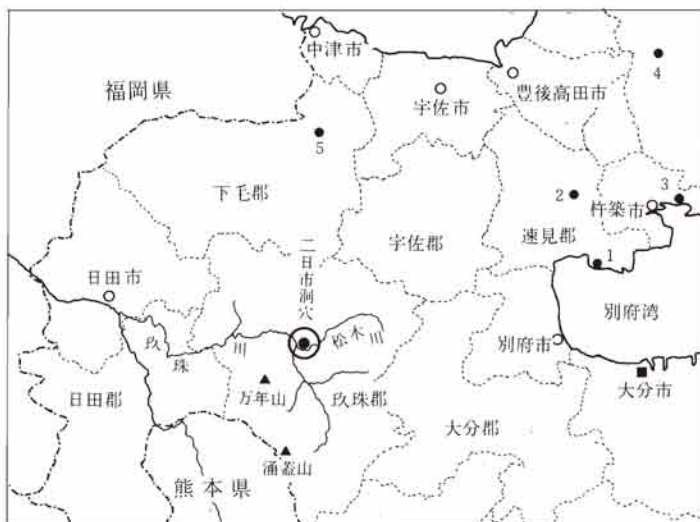 中津市
福岡県
宇佐市
豊後高田市
4
5
下毛郡
2
3
杵築市
速見郡
宇佐郡
1
二日市洞穴
日田市
別府湾
玖珠川
松木川
別府市
大分市
日田郡
万年山
玖珠郡
大分郡
涌蓋山
熊本県